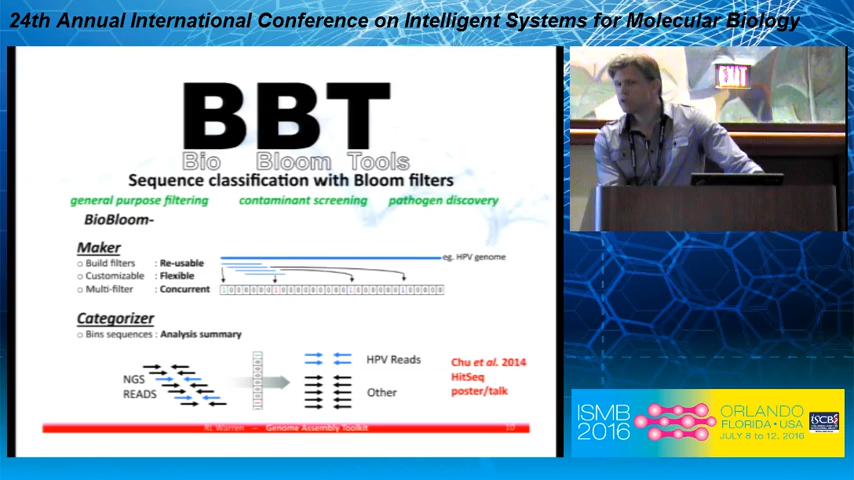 24th Annual International Conference on Intelligent Systems for Molecular Biology
BBT
Bio Bloom Tools
Sequence classification with Bloom filters
general purpose filtering contaminant screening pathogen discovery
BioBloom-
Maker
Build filters : Re-usable
Customizable : Flexible
Multi-filter : Concurrent
eg. HPV genome
Categorizer
Bins sequences : Analysis summary
NGS
READS
HPV Reads
Other
Chu et al. 2014
HitSeq
poster/talk
RL Warren – Genome Assembly Toolkit 10
EXIT
ISMB
2016
ORLANDO
FLORIDA • USA
JULY 8 to 12, 2016
ISCB